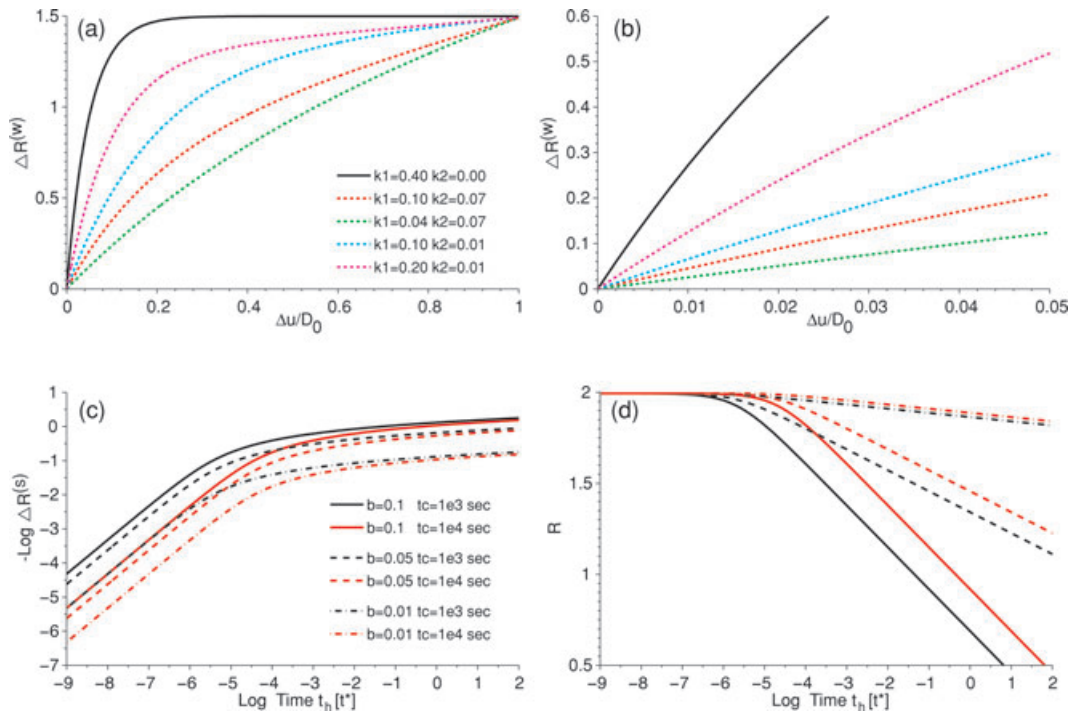 (a)
1.5
1
0.5
0
△R(w)
k1=0.40 k2=0.00
k1=0.10 k2=0.07
k1=0.04 k2=0.07
k1=0.10 k2=0.01
k1=0.20 k2=0.01
0 0.2 0.4 0.6 0.8 1
Δu/D0
(b)
0.6
0.5
0.4
0.3
0.2
0.1
0
△R(w)
0 0.01 0.02 0.03 0.04 0.05
Δu/D0
(c)
1
0
-1
-2
-3
-4
-5
-6
-7
-Log △R(s)
b=0.1 tc=1e3 sec
b=0.1 tc=1e4 sec
b=0.05 tc=1e3 sec
b=0.05 tc=1e4 sec
b=0.01 tc=1e3 sec
b=0.01 tc=1e4 sec
-9 -8 -7 -6 -5 -4 -3 -2 -1 0 1 2
Log Time th [t*]
(d)
2
1.5
1
0.5
R
-9 -8 -7 -6 -5 -4 -3 -2 -1 0 1 2
Log Time th [t*]